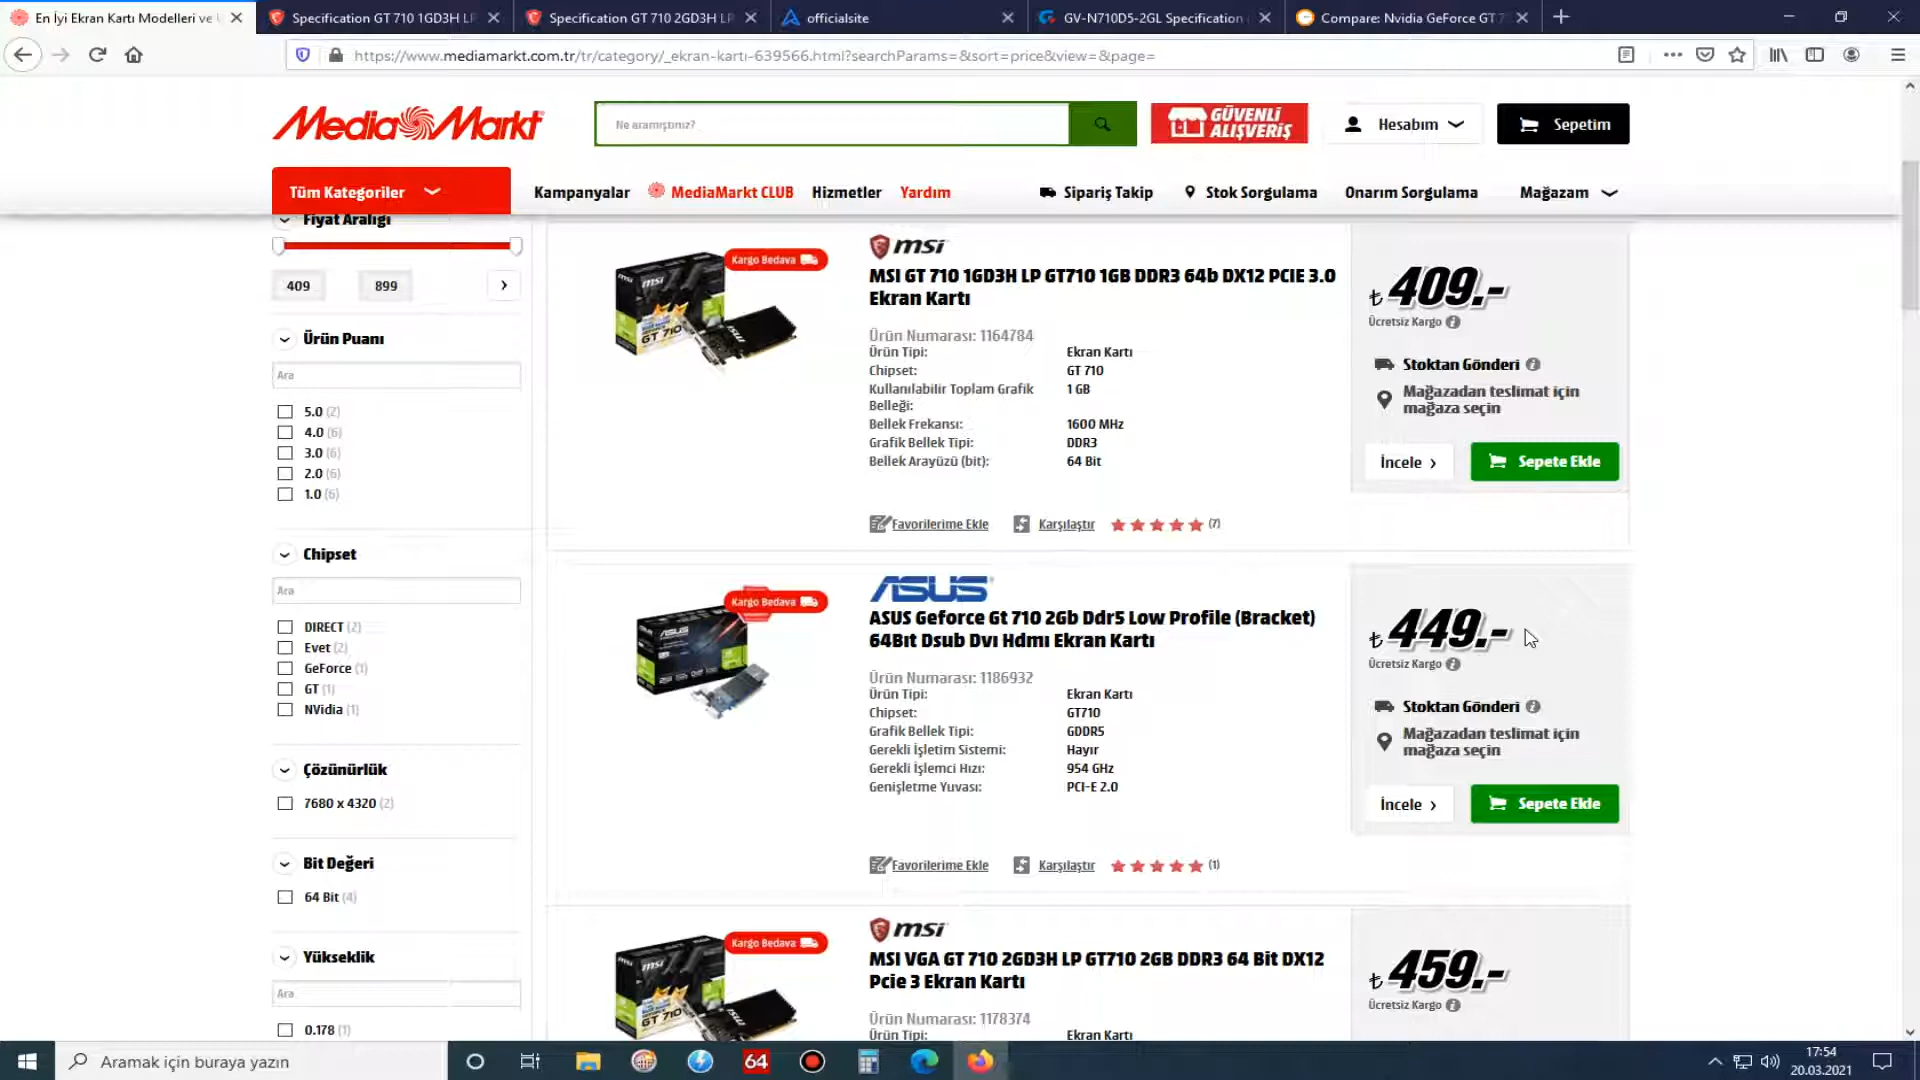 En İyi Ekran Kartı Modelleri ve
Specification GT 710 1GD3H LP
Specification GT 710 2GD3H LP
officialsite
GV-N710D5-2GL Specification
Compare: Nvidia GeForce GT 7
https://www.mediamarkt.com.tr/tr/category/_ekran-kartı-639566.html?searchParams=&sort=price&view=&page=
MediaMarkt
Ne aramıştınız?
GÜVENLİ
ALIŞVERİŞ
Hesabım
Sepetim
Tüm Kategoriler
Kampanyalar
MediaMarkt CLUB
Hizmetler
Yardım
Sipariş Takip
Stok Sorgulama
Onarım Sorgulama
Mağazam
Fiyat Aralığı
409
899
Ürün Puanı
Ara
5.0 (2)
4.0 (6)
3.0 (6)
2.0 (6)
1.0 (6)
Chipset
Ara
DIRECT (2)
Evet (2)
GeForce (1)
GT (1)
NVidia (1)
Çözünürlük
7680 x 4320 (2)
Bit Değeri
64 Bit (4)
Yükseklik
Ara
0.178 (1)
Kargo Bedava
msi
GT 710
msi
MSI GT 710 1GD3H LP GT710 1GB DDR3 64b DX12 PCIE 3.0
Ekran Kartı
Ürün Numarası: 1164784
Ürün Tipi: Ekran Kartı
Chipset: GT 710
Kullanılabilir Toplam Grafik 1 GB
Belleği:
Bellek Frekansı: 1600 MHz
Grafik Bellek Tipi: DDR3
Bellek Arayüzü (bit): 64 Bit
Favorilerime Ekle
Karşılaştır
(7)
₺ 409.-
Ücretsiz Kargo
Stoktan Gönderi
Mağazadan teslimat için
mağaza seçin
İncele
Sepete Ekle
Kargo Bedava
ASUS
ASUS
ASUS Geforce Gt 710 2Gb Ddr5 Low Profile (Bracket)
64Bıt Dsub Dvı Hdmı Ekran Kartı
Ürün Numarası: 1186932
Ürün Tipi: Ekran Kartı
Chipset: GT710
Grafik Bellek Tipi: GDDR5
Gerekli İşletim Sistemi: Hayır
Gerekli İşlemci Hızı: 954 GHz
Genişletme Yuvası: PCI-E 2.0
Favorilerime Ekle
Karşılaştır
(1)
₺ 449.-
Ücretsiz Kargo
Stoktan Gönderi
Mağazadan teslimat için
mağaza seçin
İncele
Sepete Ekle
Kargo Bedava
msi
GT 710
msi
MSI VGA GT 710 2GD3H LP GT710 2GB DDR3 64 Bit DX12
Pcie 3 Ekran Kartı
Ürün Numarası: 1178374
Ürün Tipi: Ekran Kartı
₺ 459.-
Ücretsiz Kargo
Aramak için buraya yazın
64
17:54
20.03.2021